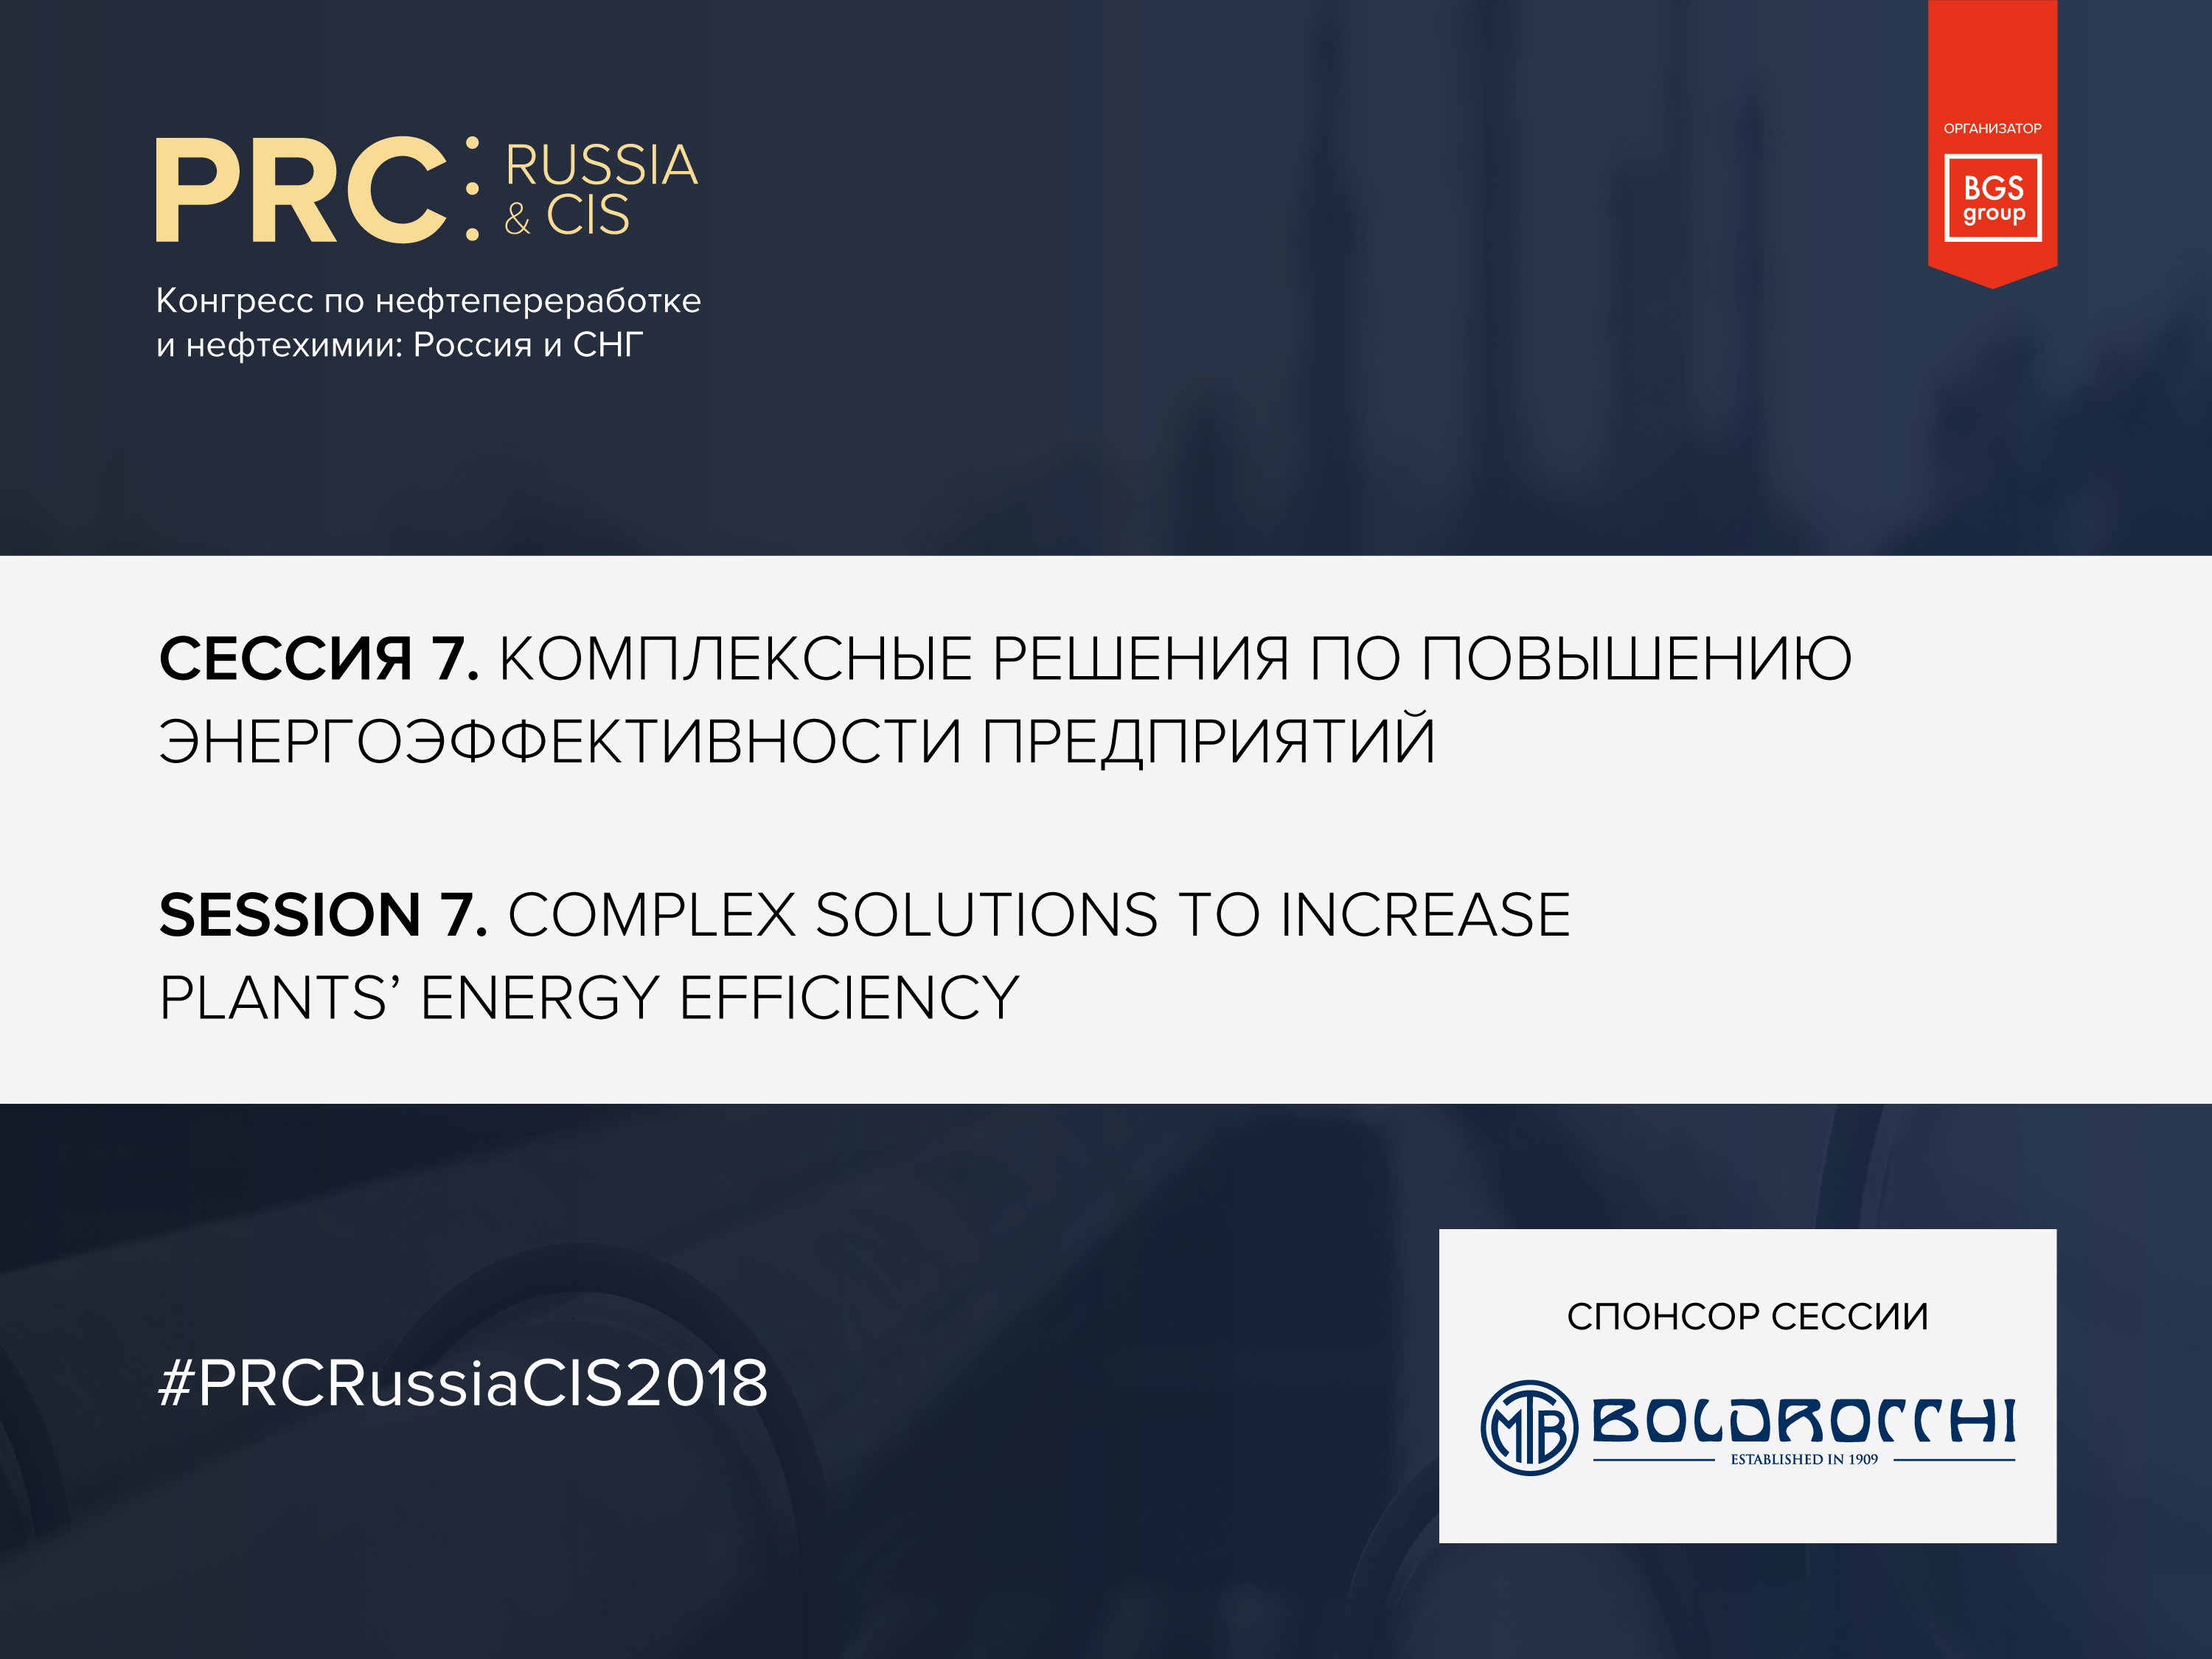 PRC
RUSSIA
& CIS
Конгресс по нефтепереработке
и нефтехимии: Россия и СНГ
ОРГАНИЗАТОР
BGS
group
СЕССИЯ 7. КОМПЛЕКСНЫЕ РЕШЕНИЯ ПО ПОВЫШЕНИЮ
ЭНЕРГОЭФФЕКТИВНОСТИ ПРЕДПРИЯТИЙ
SESSION 7. COMPLEX SOLUTIONS TO INCREASE
PLANTS’ ENERGY EFFICIENCY
#PRCRussiaCIS2018
СПОНСОР СЕССИИ
MTB BOLDROCCHI
ESTABLISHED IN 1909